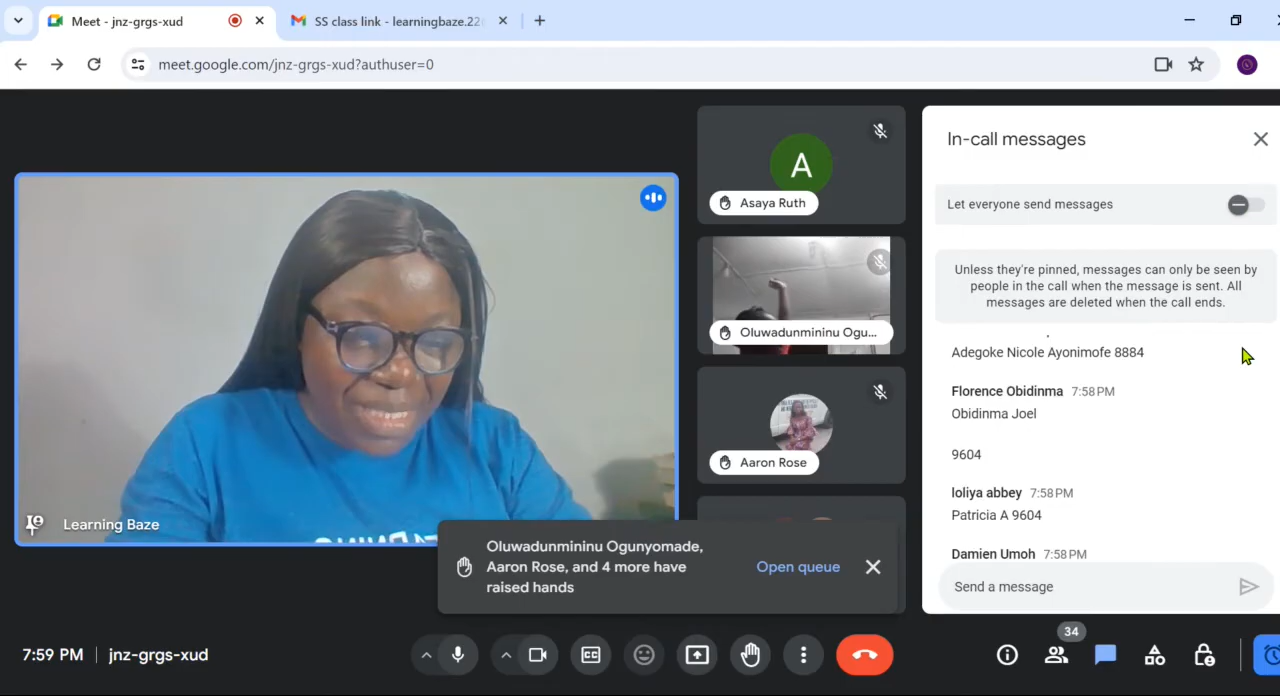 Meet - jnz-grgs-xud
SS class link - learningbaze.22
meet.google.com/jnz-grgs-xud?authuser=0
A
Asaya Ruth
Oluwadunmininu Ogu...
Aaron Rose
Learning Baze
Oluwadunmininu Ogunyomade,
Aaron Rose, and 4 more have
raised hands
Open queue
In-call messages
Let everyone send messages
Unless they're pinned, messages can only be seen by
people in the call when the message is sent. All
messages are deleted when the call ends.
Adegoke Nicole Ayonimofe 8884
Florence Obidinma 7:58 PM
Obidinma Joel
9604
loliya abbey 7:58 PM
Patricia A 9604
Damien Umoh 7:58 PM
Send a message
7:59 PM
jnz-grgs-xud
34